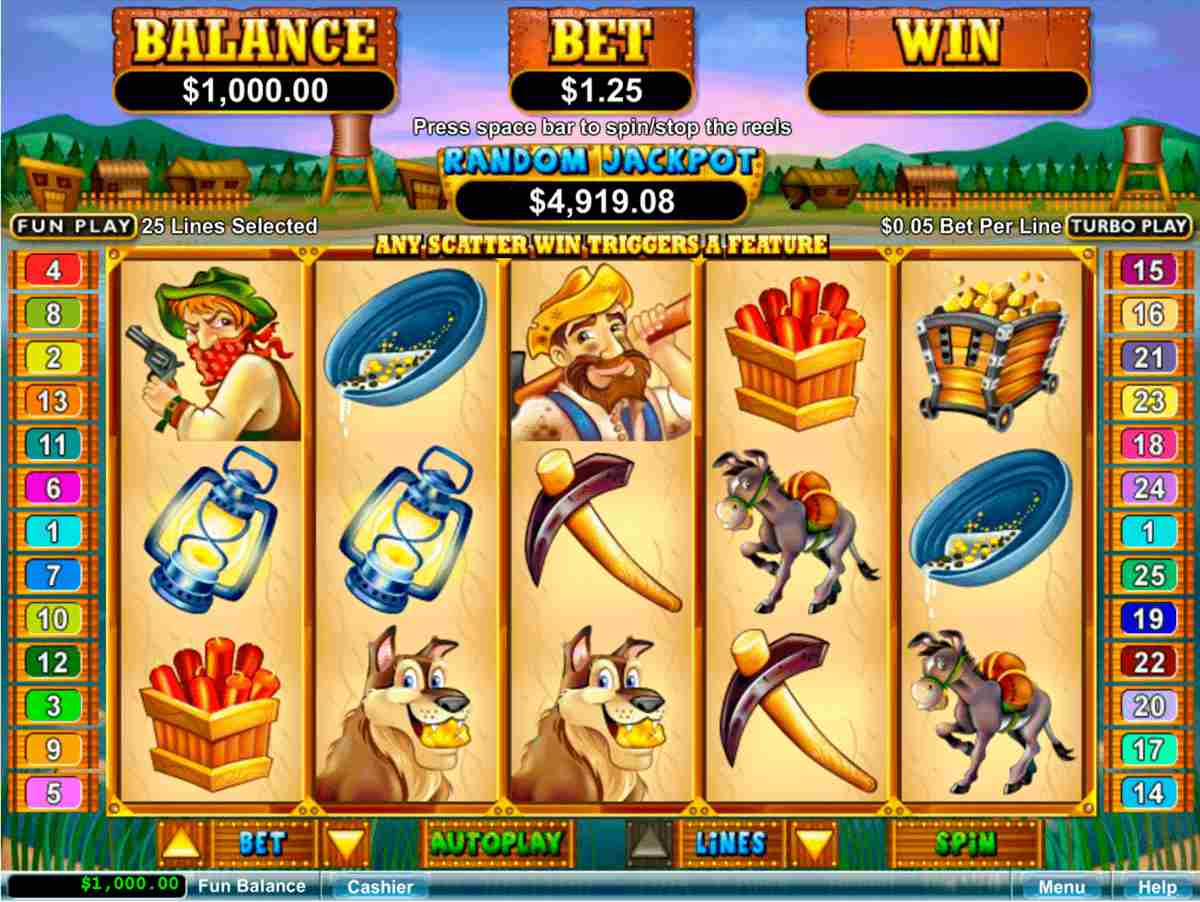 BALANCE
BET
WIN
$1,000.00
$1.25
Press space bar to spin/stop the reels
RANDOM JACKPOT
$4,919.08
FUN PLAY 25 Lines Selected
$0.05 Bet Per Line TURBO PLAY
ANY SCATTER WIN TRIGGERS A FEATURE
4
8
2
13
11
6
1
7
10
12
3
9
5
15
16
21
23
18
24
1
25
19
22
20
17
14
BET
AUTOPLAY
LINES
SPIN
$1,000.00 Fun Balance
Cashier
Menu
Help